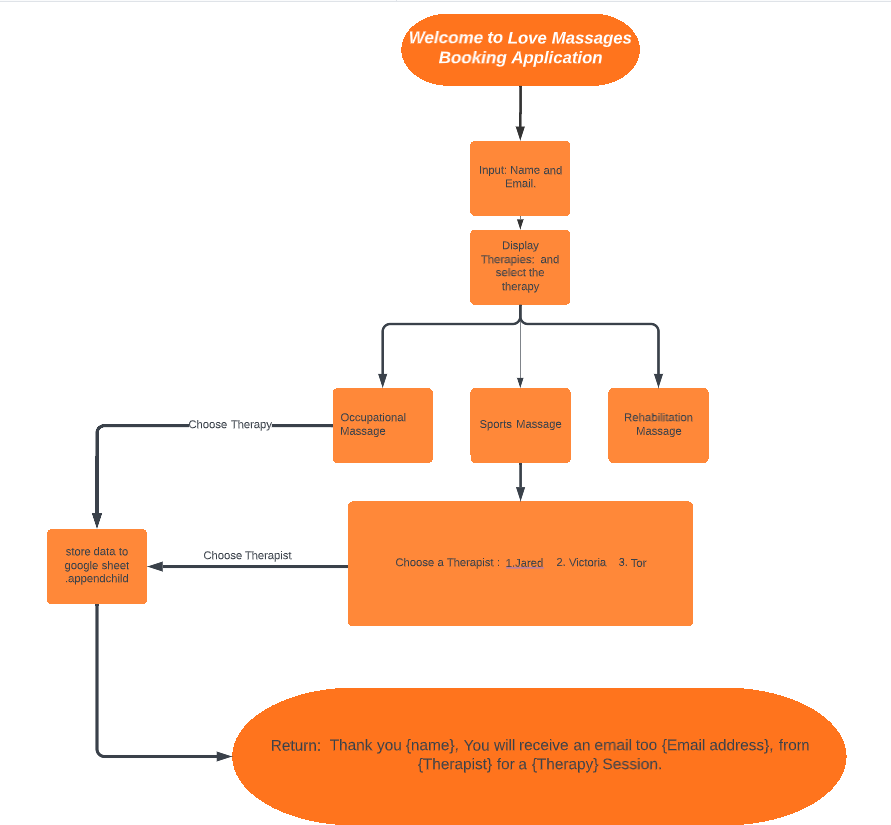 Welcome to Love Massages
Booking Application
Input: Name and
Email.
Display
Therapies:  and
select the
therapy
Choose Therapy
Occupational
Massage
Sports Massage
Rehabilitation
Massage
store data to
google sheet
.appendchild
Choose Therapist
Choose a Therapist : 1.Jared 2. Victoria 3. Tor
Return:  Thank you {name}, You will receive an email too {Email address}, from
{Therapist} for a {Therapy} Session.